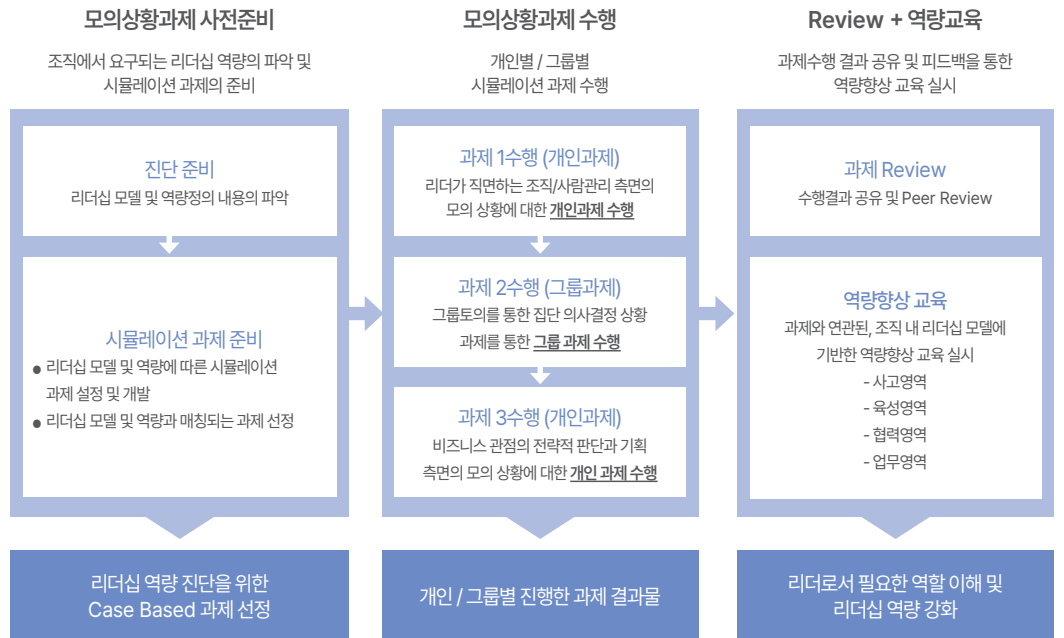 모의상황과제 사전준비
조직에서 요구되는 리더십 역량의 파악 및
시뮬레이션 과제의 준비
진단 준비
리더십 모델 및 역량정의 내용의 파악
시뮬레이션 과제 준비
● 리더십 모델 및 역량에 따른 시뮬레이션
과제 설정 및 개발
● 리더십 모델 및 역량과 매칭되는 과제 선정
리더십 역량 진단을 위한
Case Based 과제 선정
모의상황과제 수행
개인별 / 그룹별
시뮬레이션 과제 수행
과제 1수행 (개인과제)
리더가 직면하는 조직/사람관리 측면의
모의 상황에 대한 개인과제 수행
과제 2수행 (그룹과제)
그룹토의를 통한 집단 의사결정 상황
과제를 통한 그룹 과제 수행
과제 3수행 (개인과제)
비즈니스 관점의 전략적 판단과 기획
측면의 모의 상황에 대한 개인 과제 수행
개인 / 그룹별 진행한 과제 결과물
Review + 역량교육
과제수행 결과 공유 및 피드백을 통한
역량향상 교육 실시
과제 Review
수행결과 공유 및 Peer Review
역량향상 교육
과제와 연관된, 조직 내 리더십 모델에
기반한 역량향상 교육 실시
- 사고영역
- 육성영역
- 협력영역
- 업무영역
리더로서 필요한 역할 이해 및
리더십 역량 강화